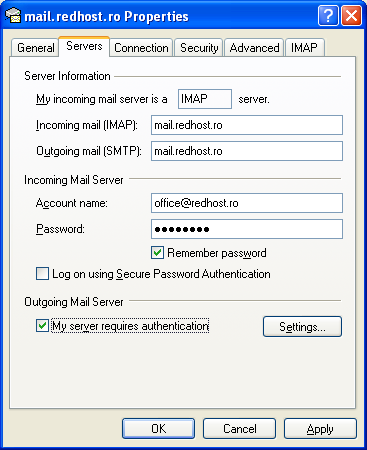 mail.redhost.ro Properties
General Servers Connection Security Advanced IMAP
Server Information
My incoming mail server is a IMAP server.
Incoming mail (IMAP): mail.redhost.ro
Outgoing mail (SMTP): mail.redhost.ro
Incoming Mail Server
Account name: office@redhost.ro
Password: ●●●●●●●●
Remember password
Log on using Secure Password Authentication
Outgoing Mail Server
My server requires authentication Settings...
OK Cancel Apply